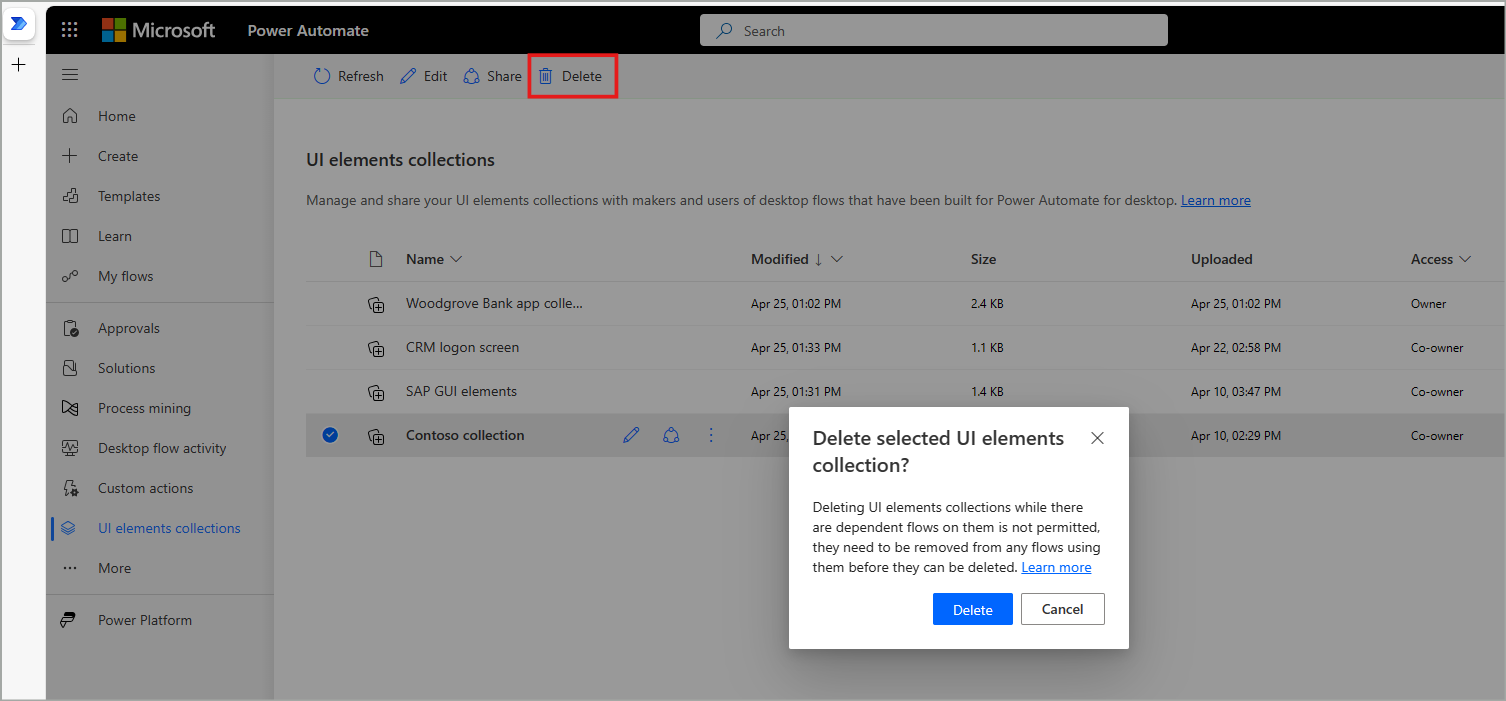 Microsoft Power Automate Search
Refresh Edit Share Delete
Home
Create
Templates
Learn
My flows
Approvals
Solutions
Process mining
Desktop flow activity
Custom actions
UI elements collections
More
Power Platform
UI elements collections
Manage and share your UI elements collections with makers and users of desktop flows that have been built for Power Automate for desktop. Learn more
Name Modified Size Uploaded Access
Woodgrove Bank app colle... Apr 25, 01:02 PM 2.4 KB Apr 25, 01:02 PM Owner
CRM logon screen Apr 25, 01:33 PM 1.1 KB Apr 22, 02:58 PM Co-owner
SAP GUI elements Apr 25, 01:31 PM 1.4 KB Apr 10, 03:47 PM Co-owner
Contoso collection Apr 25, Apr 10, 02:29 PM Co-owner
Delete selected UI elements
collection?
Deleting UI elements collections while there
are dependent flows on them is not permitted,
they need to be removed from any flows using
them before they can be deleted. Learn more
Delete Cancel